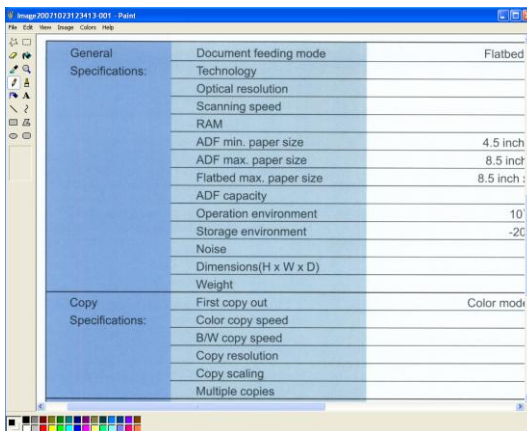 Image20071023123413-001 - Paint
File Edit View Image Colors Help
General Document feeding mode Flatbed
Specifications: Technology
Optical resolution
Scanning speed
RAM
ADF min. paper size 4.5 inch
ADF max. paper size 8.5 inch
Flatbed max. paper size 8.5 inch
ADF capacity
Operation environment 10
Storage environment -20
Noise
Dimensions(H x W x D)
Weight
Copy First copy out Color mode
Specifications: Color copy speed
B/W copy speed
Copy resolution
Copy scaling
Multiple copies